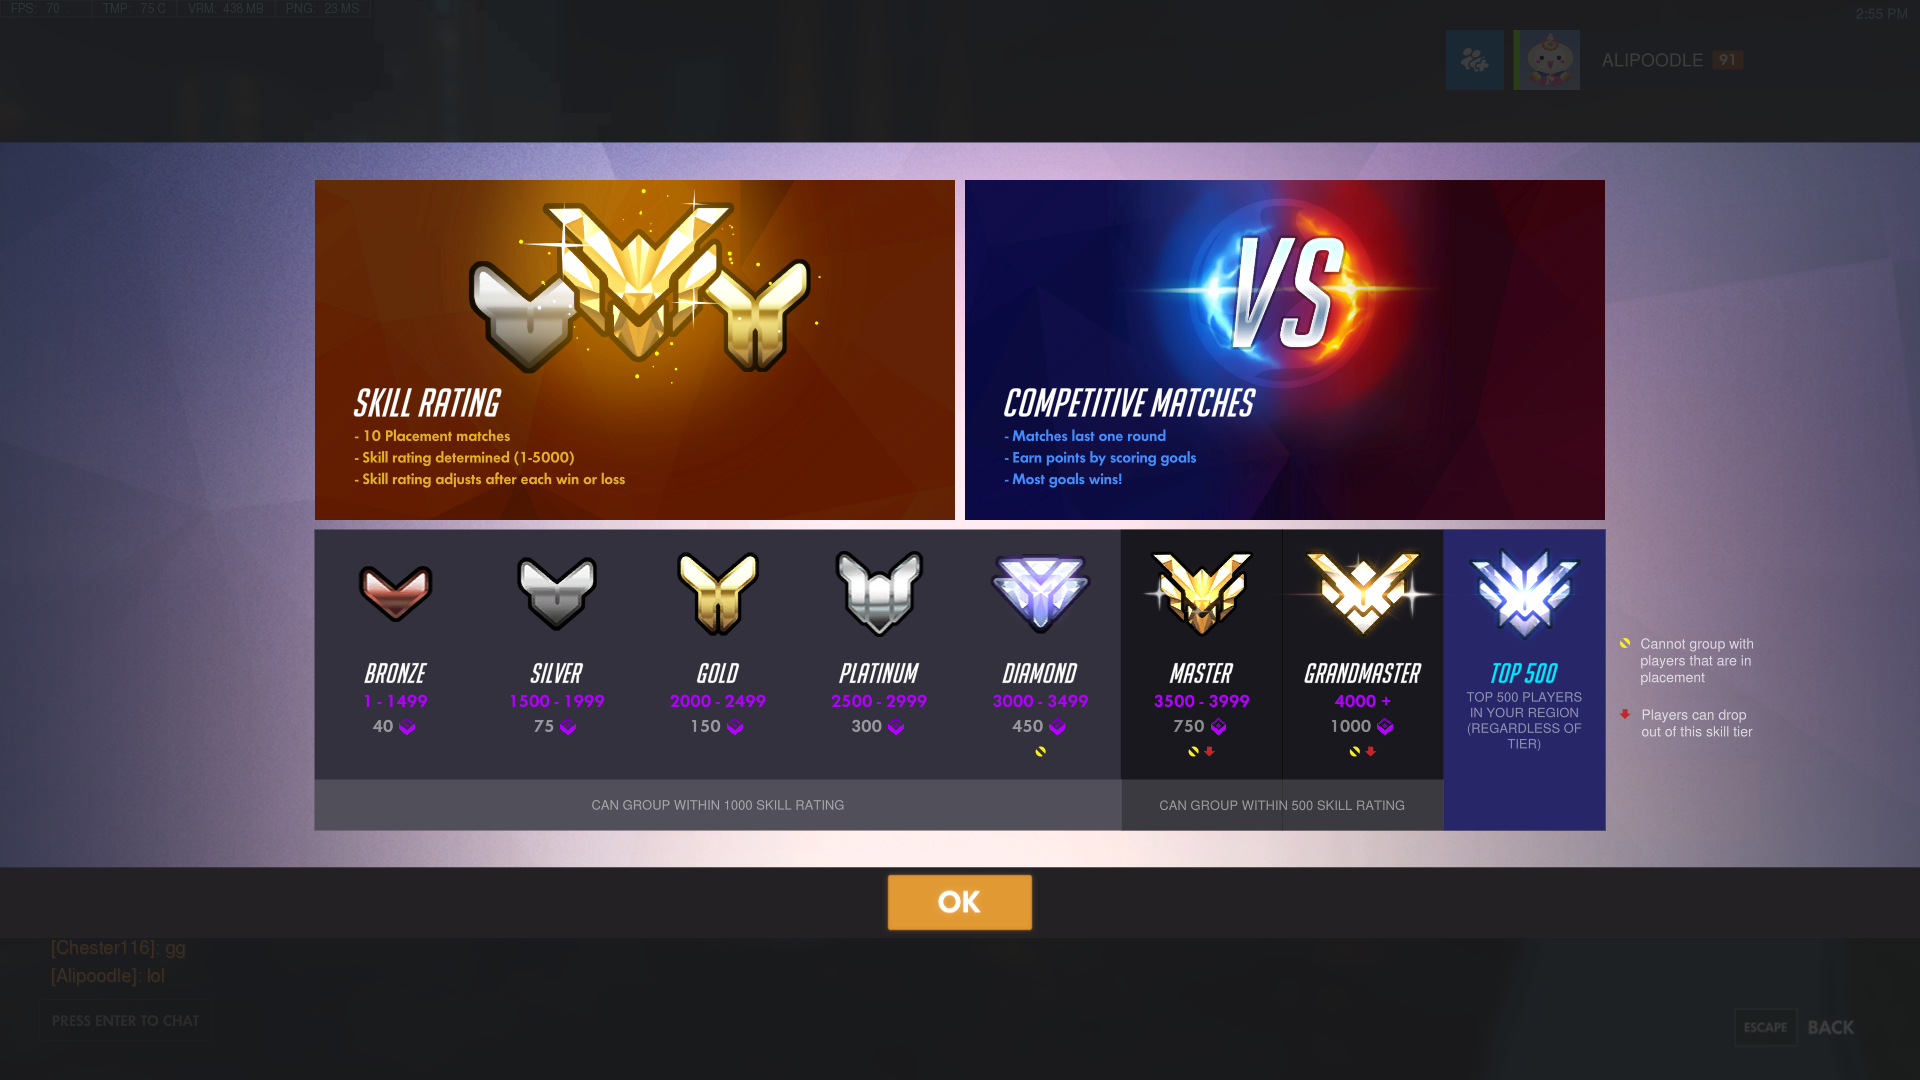 FPS: 70
TMP: 75 C
VRM: 438 MB
PNG: 23 MS
2:55 PM
ALIPOODLE 91
VS
SKILL RATING
- 10 Placement matches
- Skill rating determined (1-5000)
- Skill rating adjusts after each win or loss
COMPETITIVE MATCHES
- Matches last one round
- Earn points by scoring goals
- Most goals wins!
BRONZE
1 - 1499
40
SILVER
1500 - 1999
75
GOLD
2000 - 2499
150
PLATINUM
2500 - 2999
300
DIAMOND
3000 - 3499
450
MASTER
3500 - 3999
750
GRANDMASTER
4000 +
1000
TOP 500
TOP 500 PLAYERS
IN YOUR REGION
(REGARDLESS OF
TIER)
CAN GROUP WITHIN 1000 SKILL RATING
CAN GROUP WITHIN 500 SKILL RATING
Cannot group with
players that are in
placement
Players can drop
out of this skill tier
OK
[Chester116]: gg
[Alipoodle]: lol
PRESS ENTER TO CHAT
ESCAPE BACK